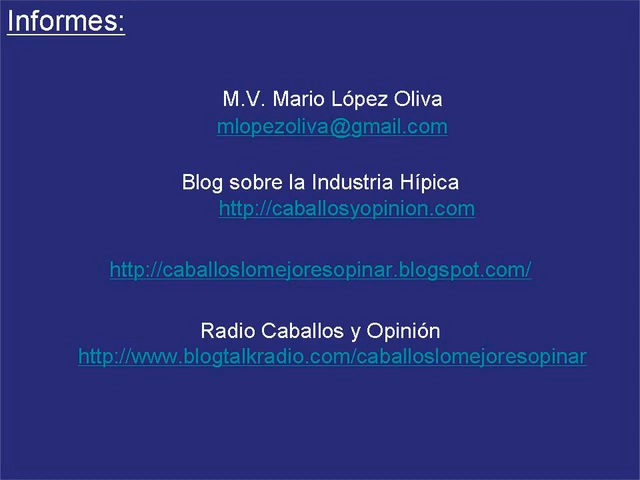 Informes:
M.V. Mario López Oliva
mlopezoliva@gmail.com
Blog sobre la Industria Hípica
http://caballosyopinion.com
http://caballoslomejoresopinar.blogspot.com/
Radio Caballos y Opinión
http://www.blogtalkradio.com/caballoslomejoresopinar